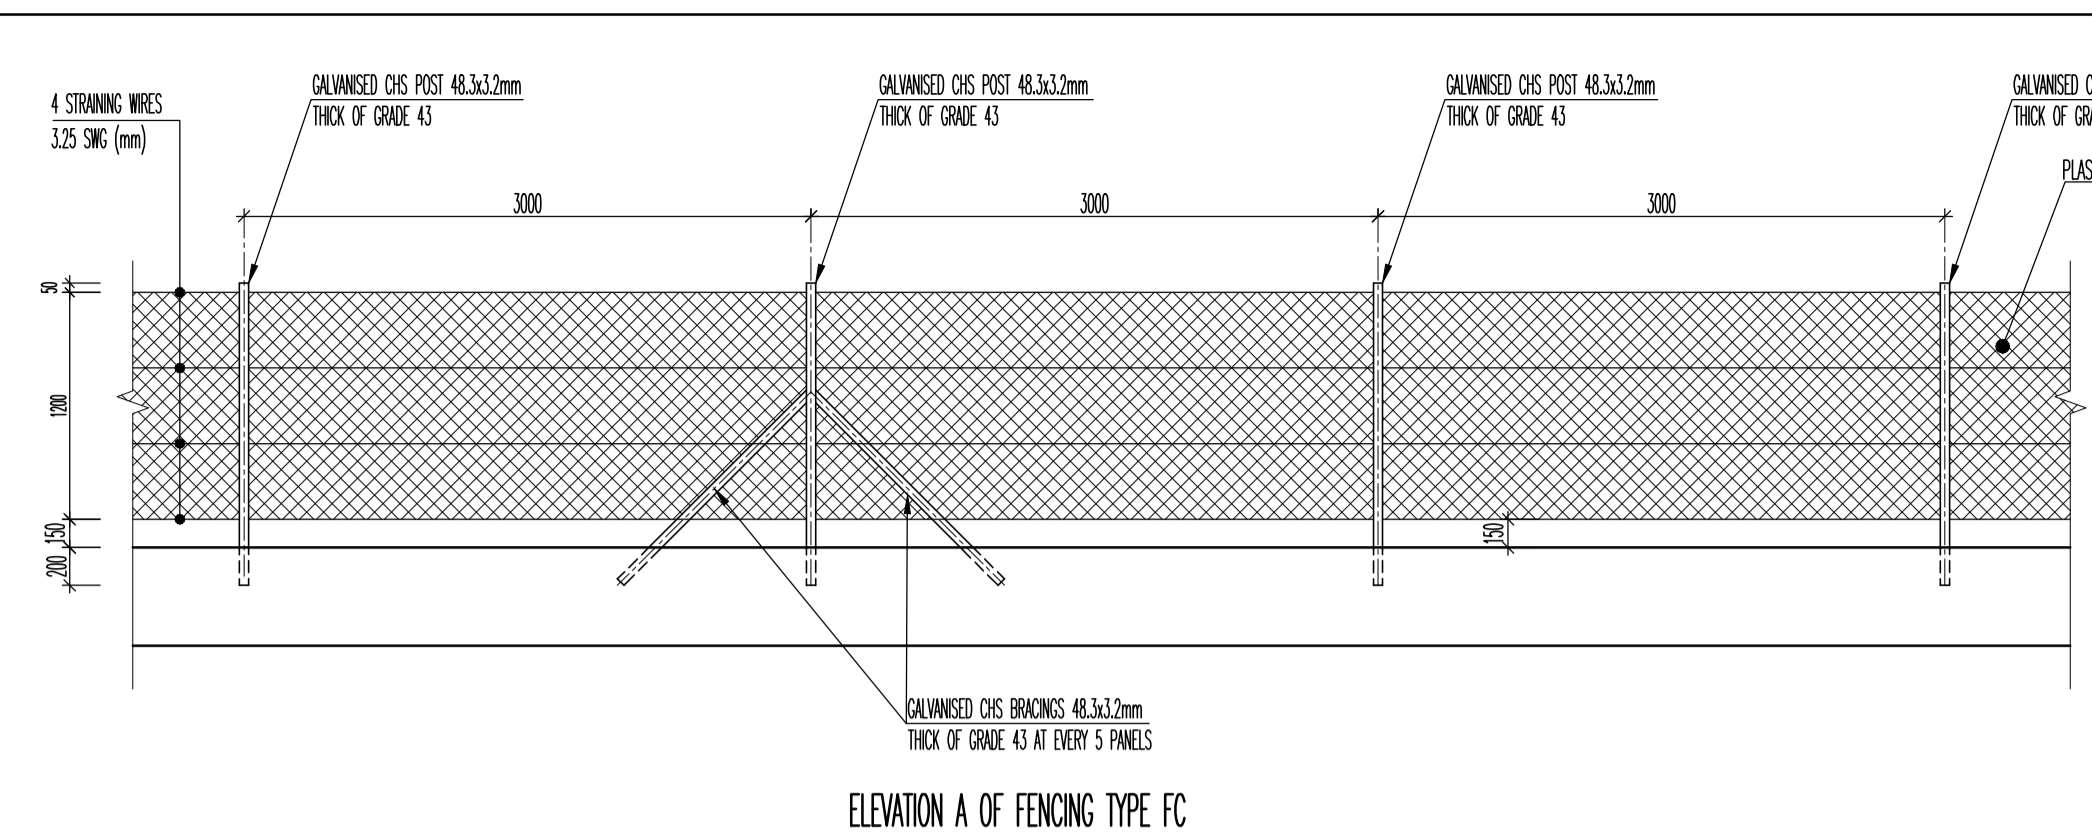 4 STRAINING WIRES
3.25 SWG (mm)
GALVANISED CHS POST 48.3x3.2mm
THICK OF GRADE 43
GALVANISED CHS POST 48.3x3.2mm
THICK OF GRADE 43
GALVANISED CHS POST 48.3x3.2mm
THICK OF GRADE 43
GALVANISED
THICK OF
3000
3000
3000
50
1200
150
200
150
GALVANISED CHS BRACINGS 48.3x3.2mm
THICK OF GRADE 43 AT EVERY 5 PANELS
ELEVATION A OF FENCING TYPE FC